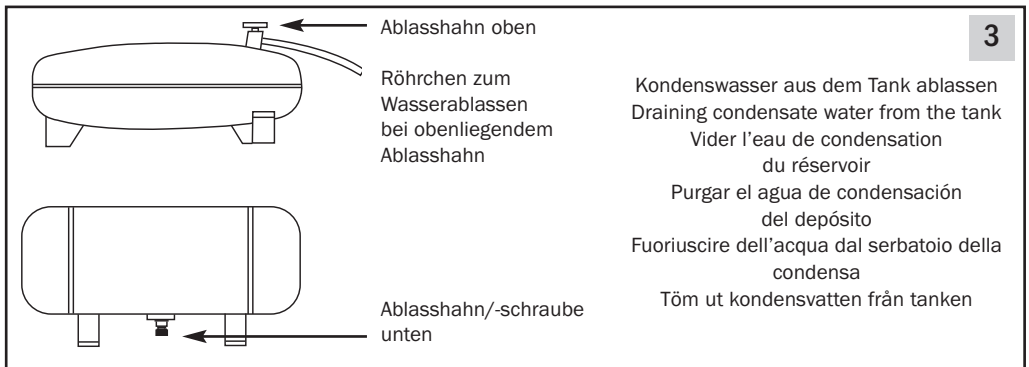 Ablasshahn oben
Röhrchen zum
Wasserablassen
bei obenliegendem
Ablasshahn
Ablasshahn/-schraube
unten
3
Kondenswasser aus dem Tank ablassen
Draining condensate water from the tank
Vider l'eau de condensation
du réservoir
Purgar el agua de condensación
del depósito
Fuoriuscire dell'acqua dal serbatoio della
condensa
Töm ut kondensvatten från tanken